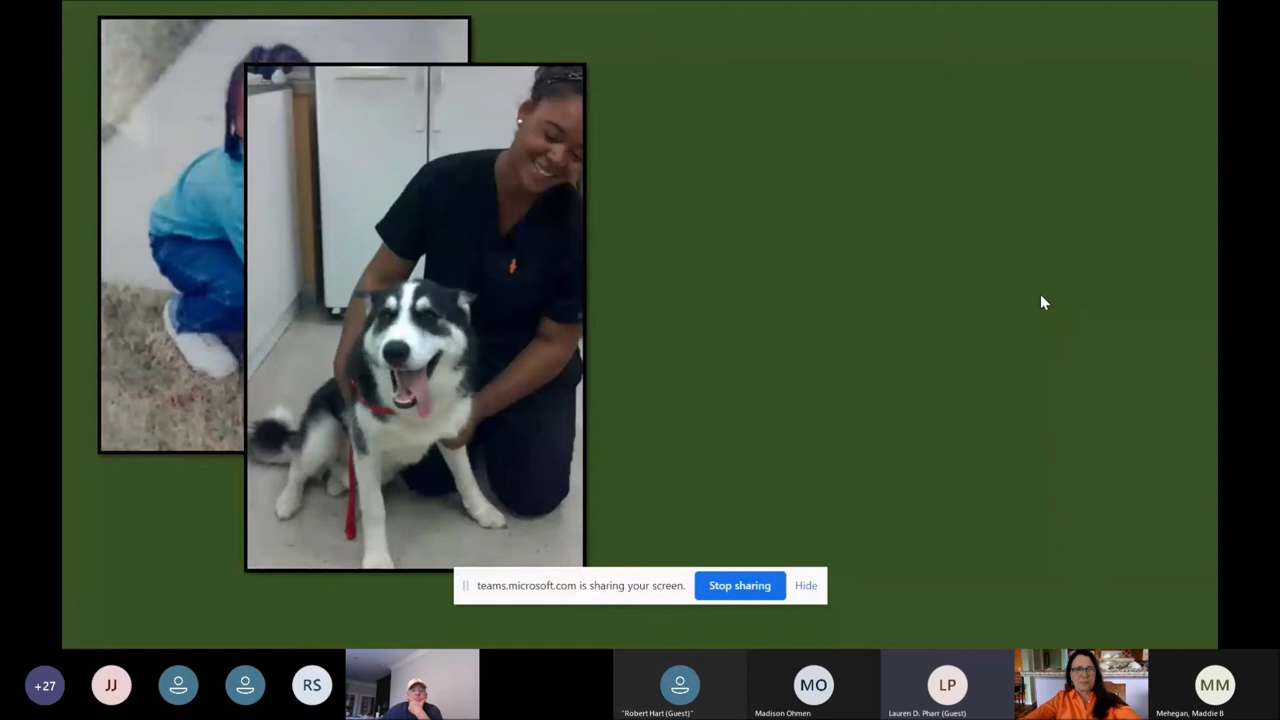 teams.microsoft.com is sharing your screen. Stop sharing Hide
+27 JJ RS MO LP MM
"Robert Hart (Guest)" Madison Ohmen Lauren D. Pharr (Guest) Mehegan, Maddie B